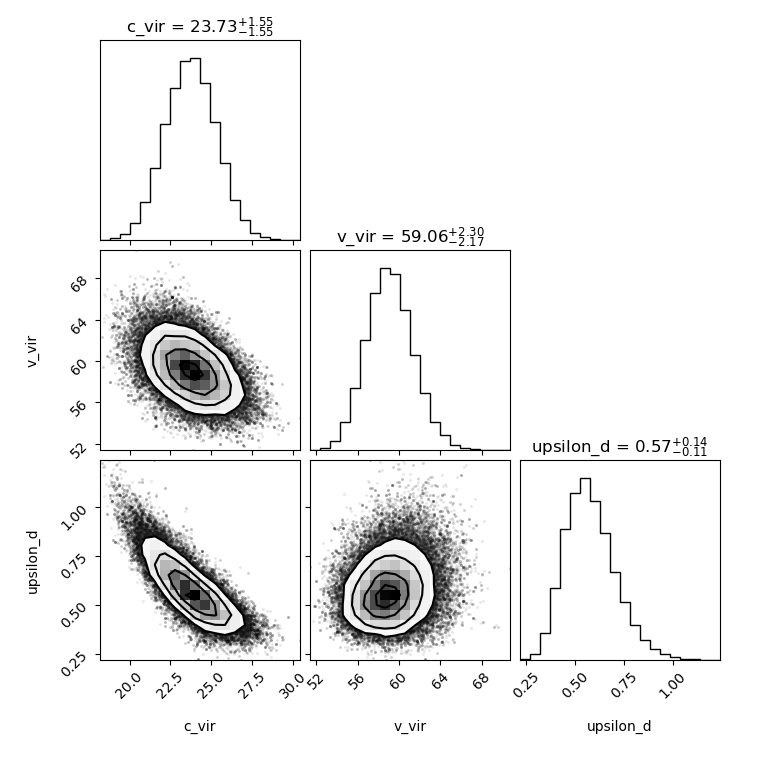 c_vir = 23.73+1.55−1.55
v_vir = 59.06+2.30−2.17
upsilon_d = 0.57+0.14−0.11
68
64
60
56
52
v_vir
1.00
0.75
0.50
0.25
upsilon_d
20.0 22.5 25.0 27.5 30.0
52 56 60 64 68
0.25 0.50 0.75 1.00
c_vir
v_vir
upsilon_d